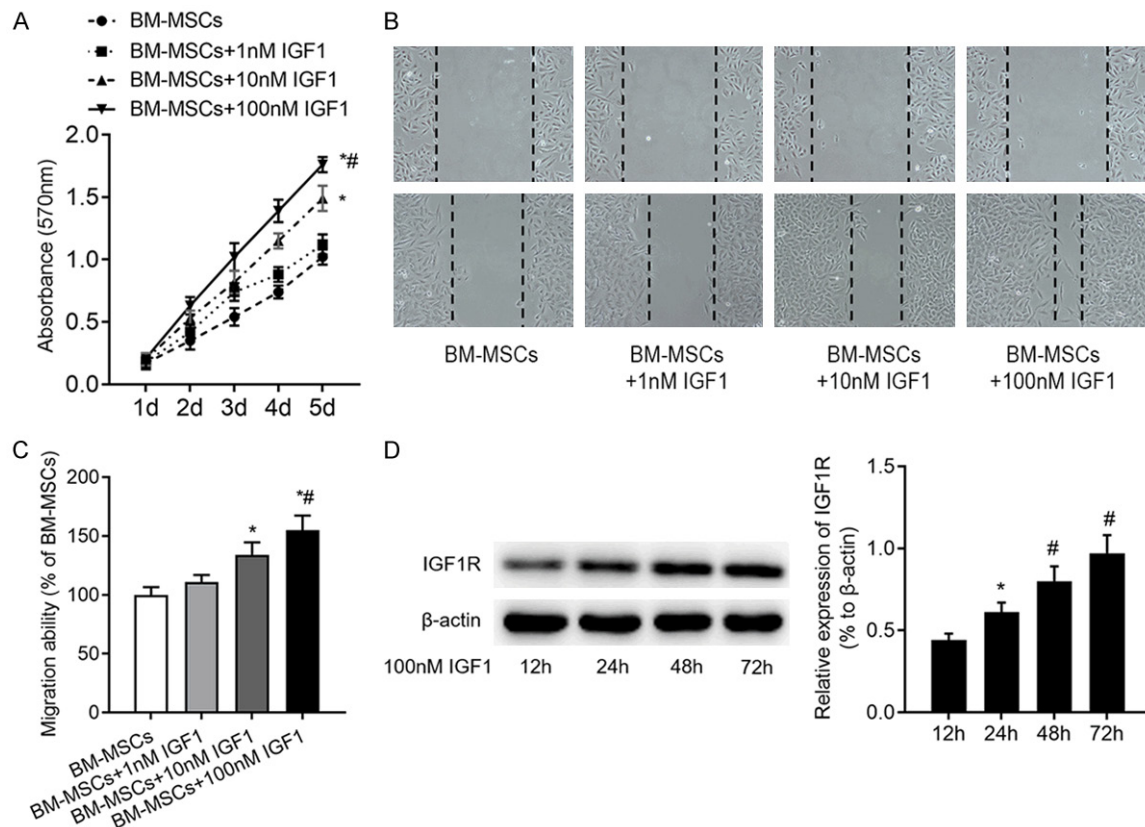 A
BM-MSCs
BM-MSCs+1nM IGF1
BM-MSCs+10nM IGF1
BM-MSCs+100nM IGF1
Absorbance (570nm)
2.0
1.5
1.0
0.5
0.0
*#
*
1d 2d 3d 4d 5d
B
BM-MSCs
BM-MSCs
+1nM IGF1
BM-MSCs
+10nM IGF1
BM-MSCs
+100nM IGF1
C
Migration ability (% of BM-MSCs)
200
150
100
50
0
*
*#
BM-MSCs
BM-MSCs+1nM IGF1
BM-MSCs+10nM IGF1
BM-MSCs+100nM IGF1
D
IGF1R
β-actin
100nM IGF1 12h 24h 48h 72h
Relative expression of IGF1R
(% to β-actin)
1.5
1.0
0.5
0.0
*
#
#
12h 24h 48h 72h